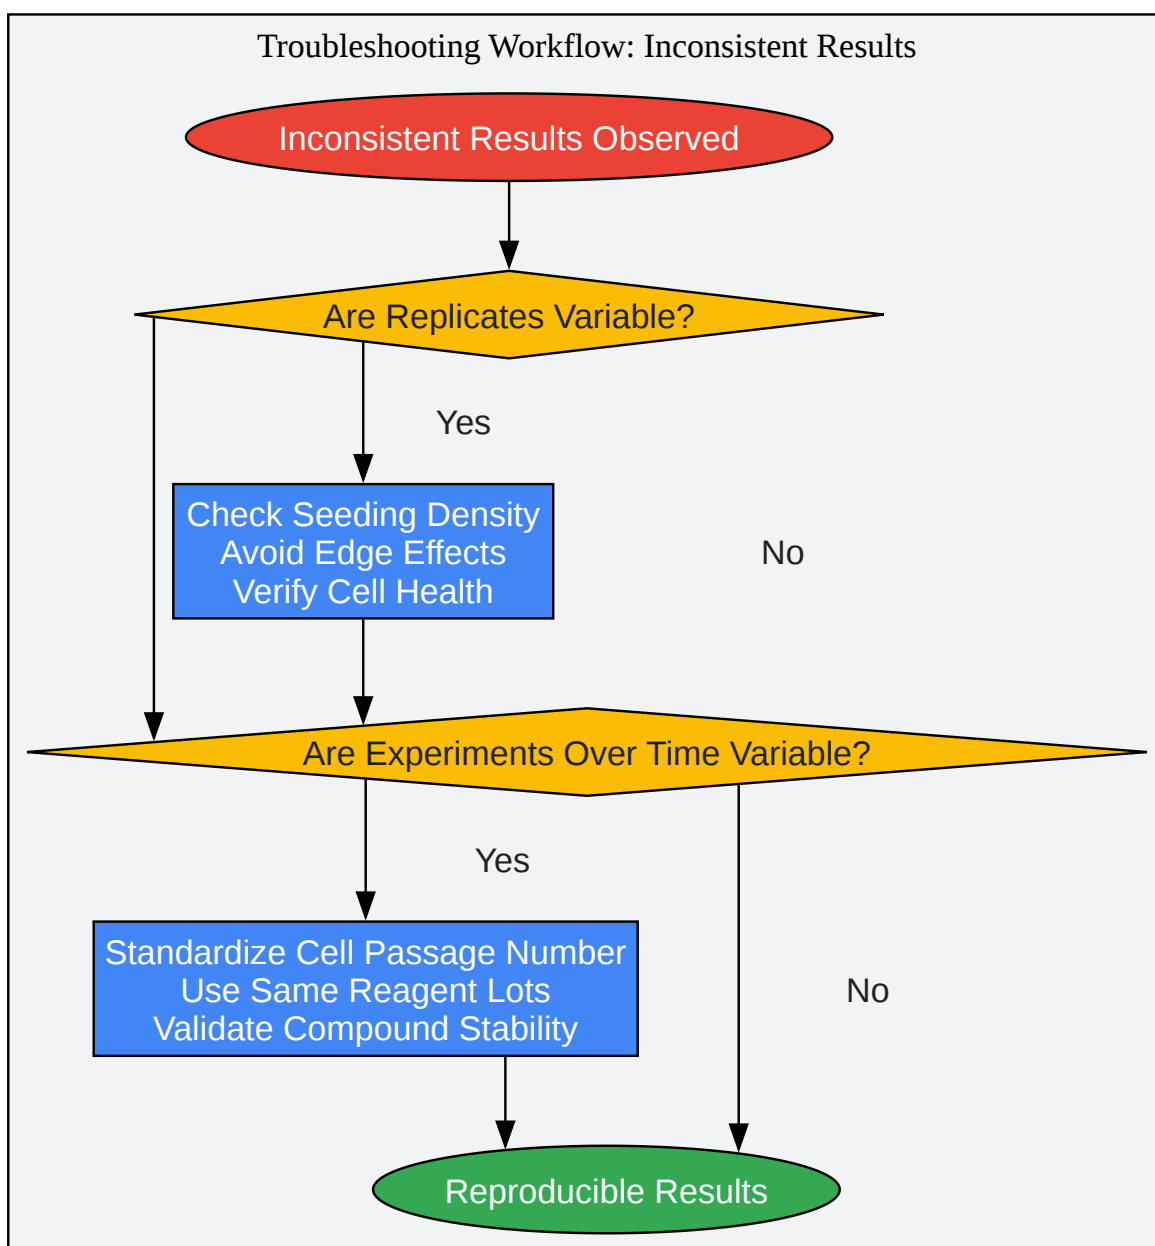 Troubleshooting Workflow: Inconsistent Results
Inconsistent Results Observed
Are Replicates Variable?
Yes
Check Seeding Density
Avoid Edge Effects
Verify Cell Health
No
Are Experiments Over Time Variable?
Yes
Standardize Cell Passage Number
Use Same Reagent Lots
Validate Compound Stability
No
Reproducible Results